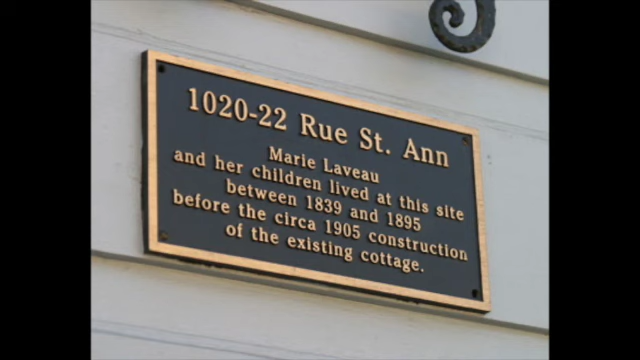 1020-22 Rue St. Ann
Marie Laveau
and her children lived at this site
between 1839 and 1895
before the circa 1905 construction
of the existing cottage.